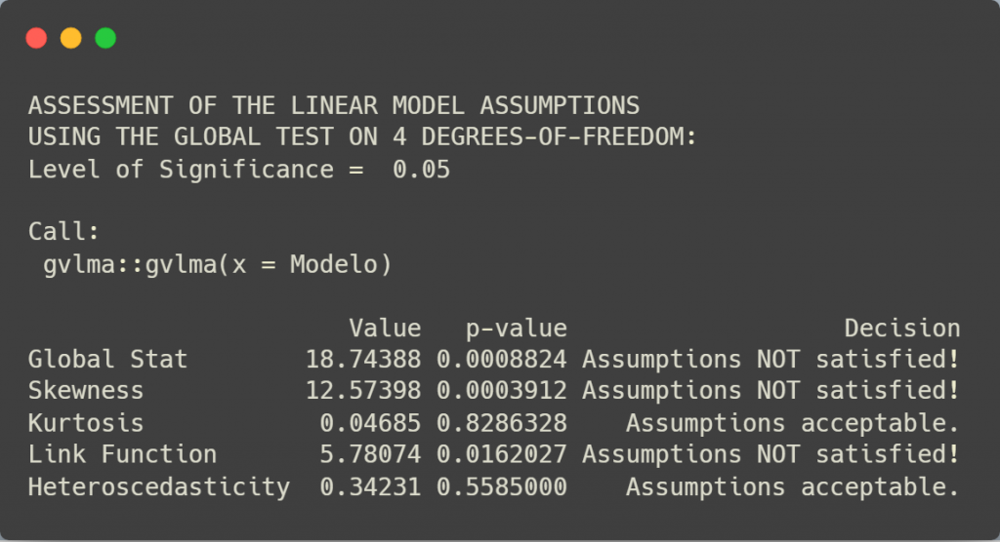 ASSESSMENT OF THE LINEAR MODEL ASSUMPTIONS
USING THE GLOBAL TEST ON 4 DEGREES-OF-FREEDOM:
Level of Significance =  0.05
Call:
 gvlma::gvlma(x = Modelo)
                      Value   p-value                   Decision
Global Stat        18.74388 0.0008824 Assumptions NOT satisfied!
Skewness           12.57398 0.0003912 Assumptions NOT satisfied!
Kurtosis            0.04685 0.8286328    Assumptions acceptable.
Link Function       5.78074 0.0162027 Assumptions NOT satisfied!
Heteroscedasticity  0.34231 0.5585000    Assumptions acceptable.